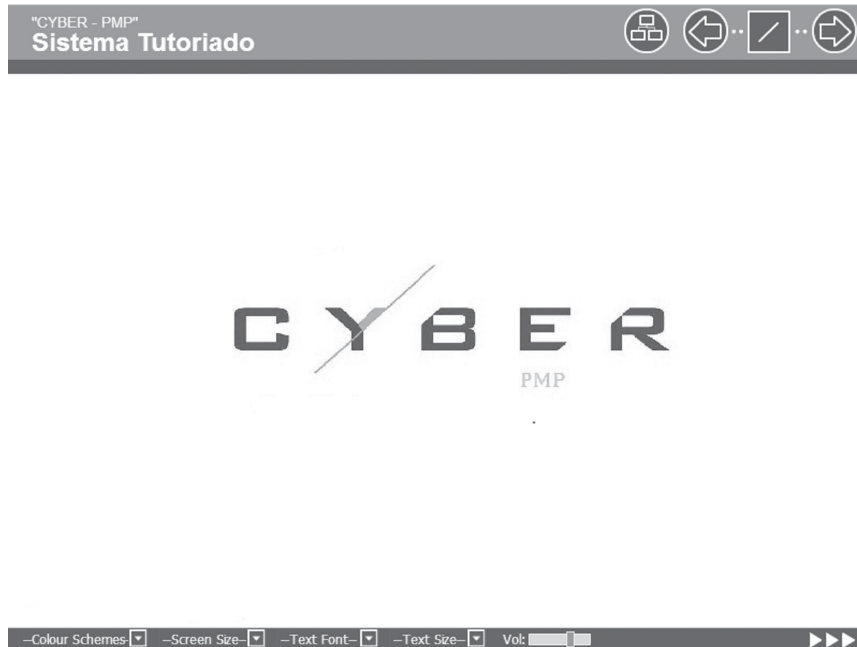 "CYBER - PMP"
Sistema Tutoriado
CYBER
PMP
--Colour Schemes- --Screen Size-- --Text Font-- --Text Size-- Vol: